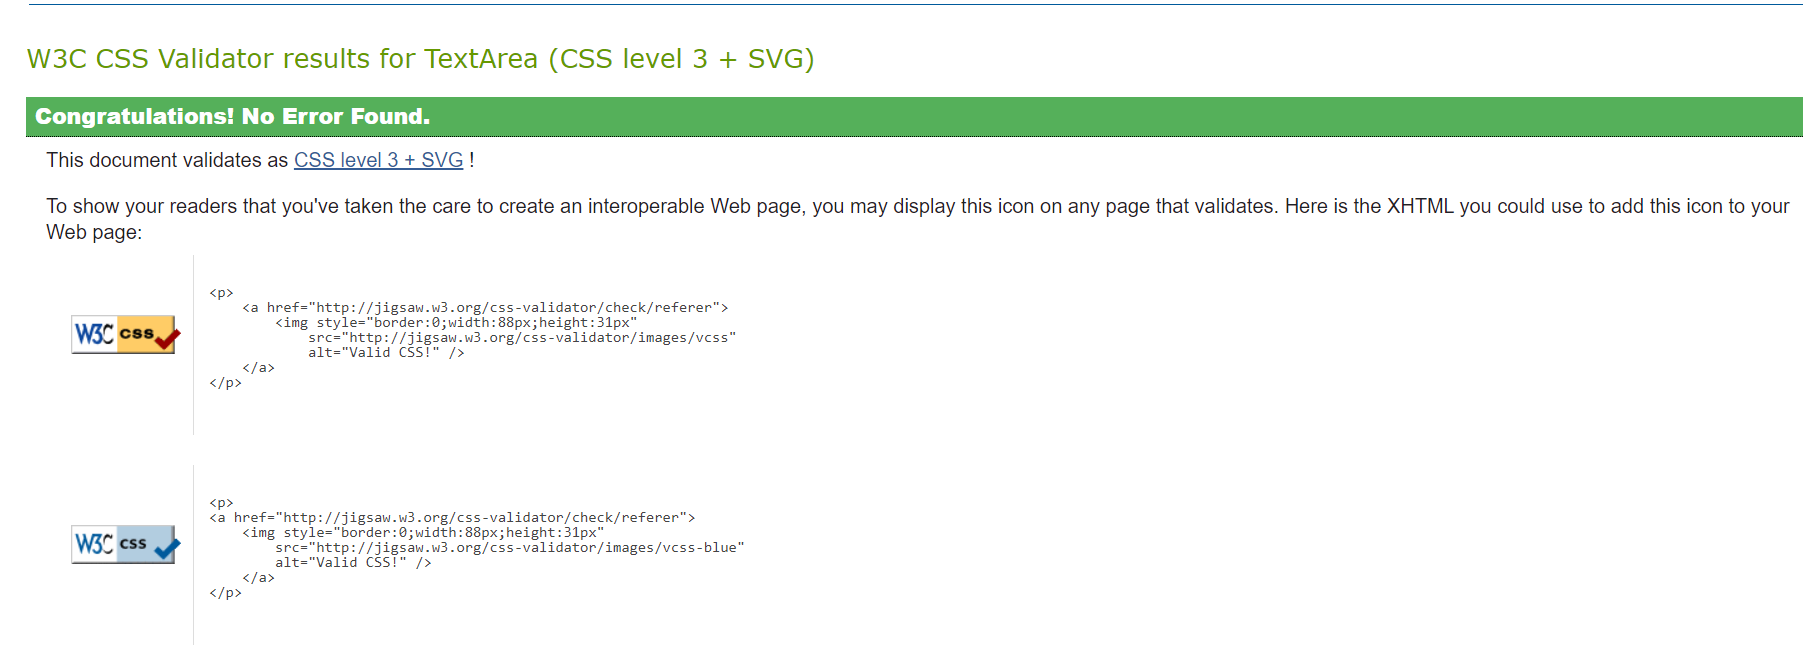 W3C CSS Validator results for TextArea (CSS level 3 + SVG)
Congratulations! No Error Found.
This document validates as CSS level 3 + SVG !
To show your readers that you've taken the care to create an interoperable Web page, you may display this icon on any page that validates. Here is the XHTML you could use to add this icon to your
Web page:
<p>
    <a href="http://jigsaw.w3.org/css-validator/check/referer">
        <img style="border:0;width:88px;height:31px"
            src="http://jigsaw.w3.org/css-validator/images/vcss"
            alt="Valid CSS!" />
    </a>
</p>
W3C css
<p>
<a href="http://jigsaw.w3.org/css-validator/check/referer">
    <img style="border:0;width:88px;height:31px"
        src="http://jigsaw.w3.org/css-validator/images/vcss-blue"
        alt="Valid CSS!" />
    </a>
</p>
W3C css